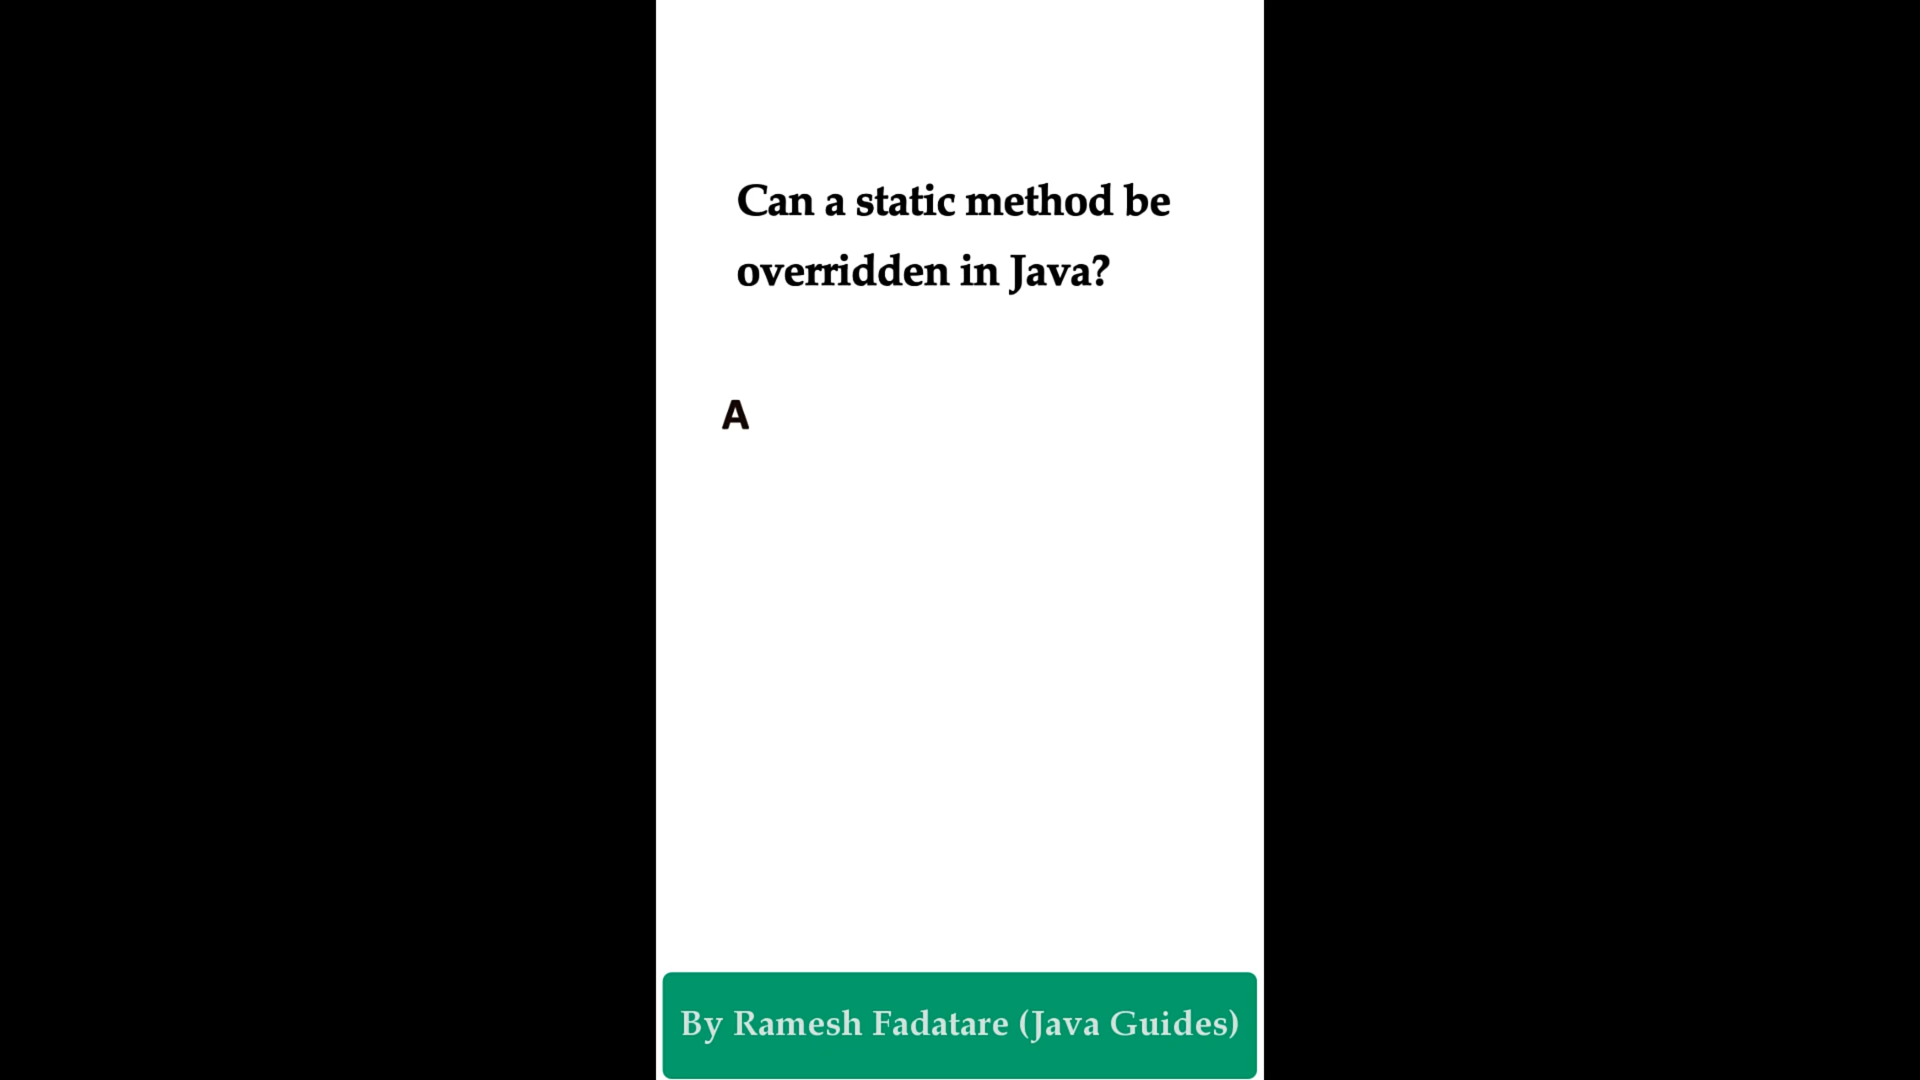 Can a static method be
overridden in Java?
A
By Ramesh Fadatare (Java Guides)